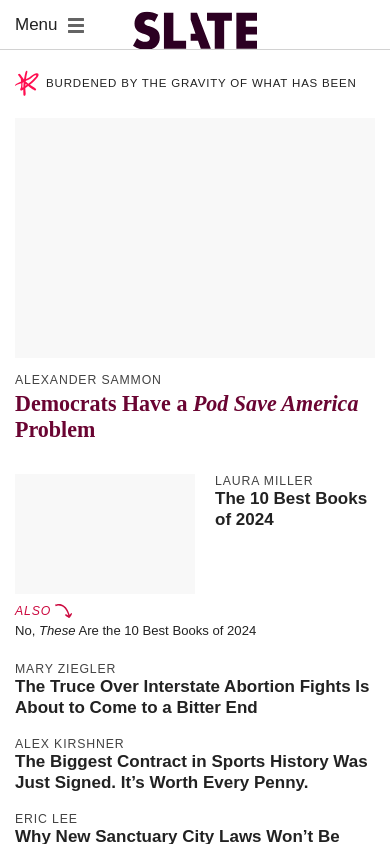 Menu
SLATE
BURDENED BY THE GRAVITY OF WHAT HAS BEEN
ALEXANDER SAMMON
Democrats Have a Pod Save America
Problem
LAURA MILLER
The 10 Best Books
of 2024
ALSO
No, These Are the 10 Best Books of 2024
MARY ZIEGLER
The Truce Over Interstate Abortion Fights Is
About to Come to a Bitter End
ALEX KIRSHNER
The Biggest Contract in Sports History Was
Just Signed. It’s Worth Every Penny.
ERIC LEE
Why New Sanctuary City Laws Won’t Be